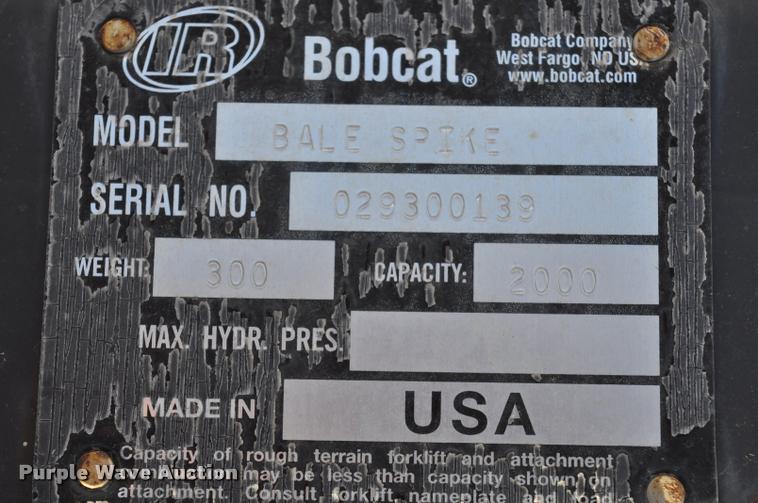 IR Bobcat® Bobcat Company
West Fargo, ND US
www.bobcat.com
MODEL BALE SPIKE
SERIAL NO. 029300139
WEIGHT: 300 CAPACITY: 2000
MAX. HYDR. PRES.
MADE IN USA
Capacity of rough terrain forklift and attachment
combination may be less than capacity shown on
attachment. Consult forklift nameplate and load
Purple Wave Auction